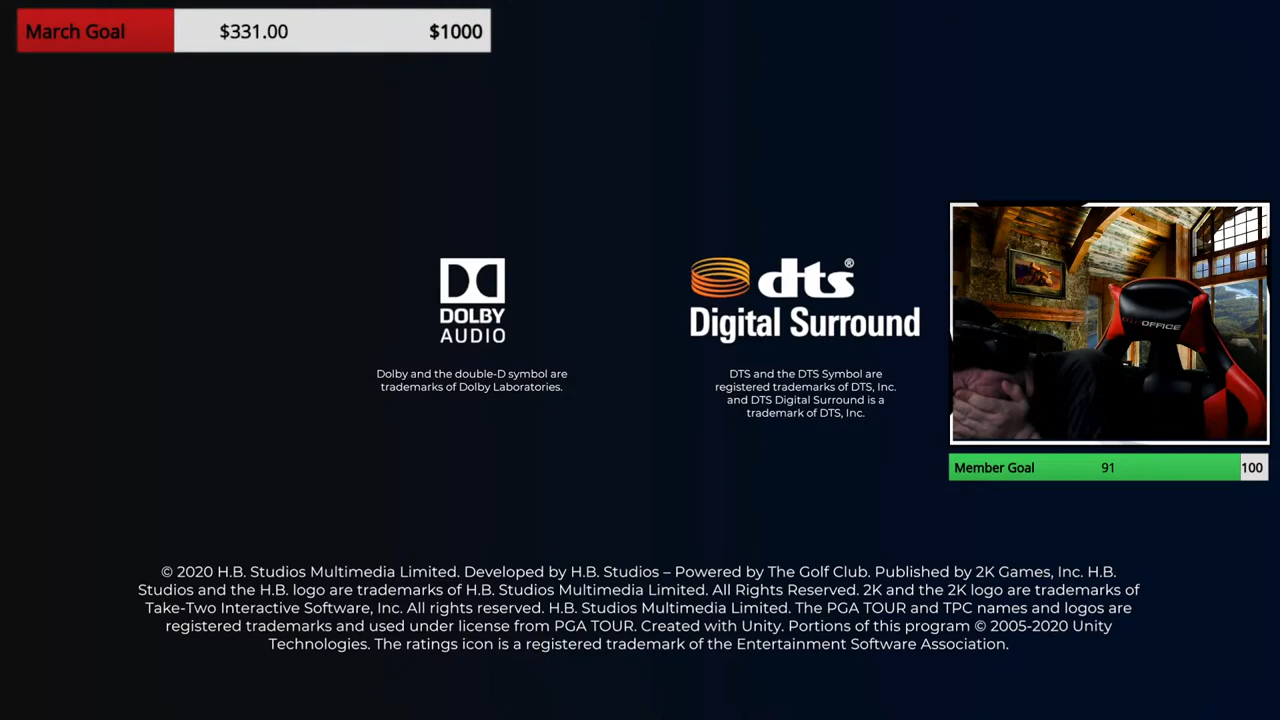 March Goal $331.00 $1000
DOLBY
AUDIO
Dolby and the double-D symbol are
trademarks of Dolby Laboratories.
dts®
Digital Surround
DTS and the DTS Symbol are
registered trademarks of DTS, Inc.
and DTS Digital Surround is a
trademark of DTS, Inc.
OFFICE
Member Goal 91 100
© 2020 H.B. Studios Multimedia Limited. Developed by H.B. Studios – Powered by The Golf Club. Published by 2K Games, Inc. H.B.
Studios and the H.B. logo are trademarks of H.B. Studios Multimedia Limited. All Rights Reserved. 2K and the 2K logo are trademarks of
Take-Two Interactive Software, Inc. All rights reserved. H.B. Studios Multimedia Limited. The PGA TOUR and TPC names and logos are
registered trademarks and used under license from PGA TOUR. Created with Unity. Portions of this program © 2005-2020 Unity
Technologies. The ratings icon is a registered trademark of the Entertainment Software Association.